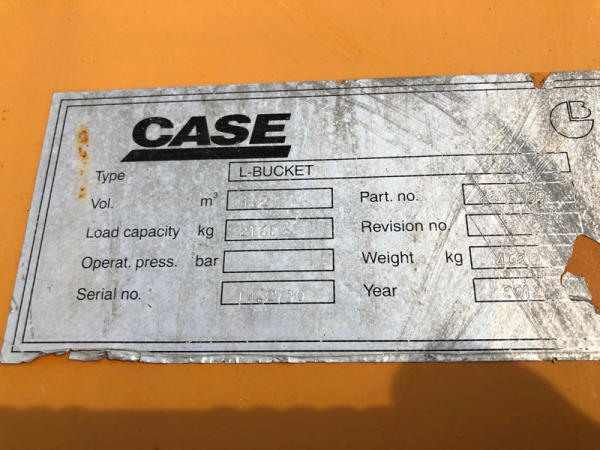 CASE
LB
Type L-BUCKET
Vol. m³
Part. no.
Load capacity kg
Revision no.
Operat. press. bar
Weight kg
Serial no.
Year